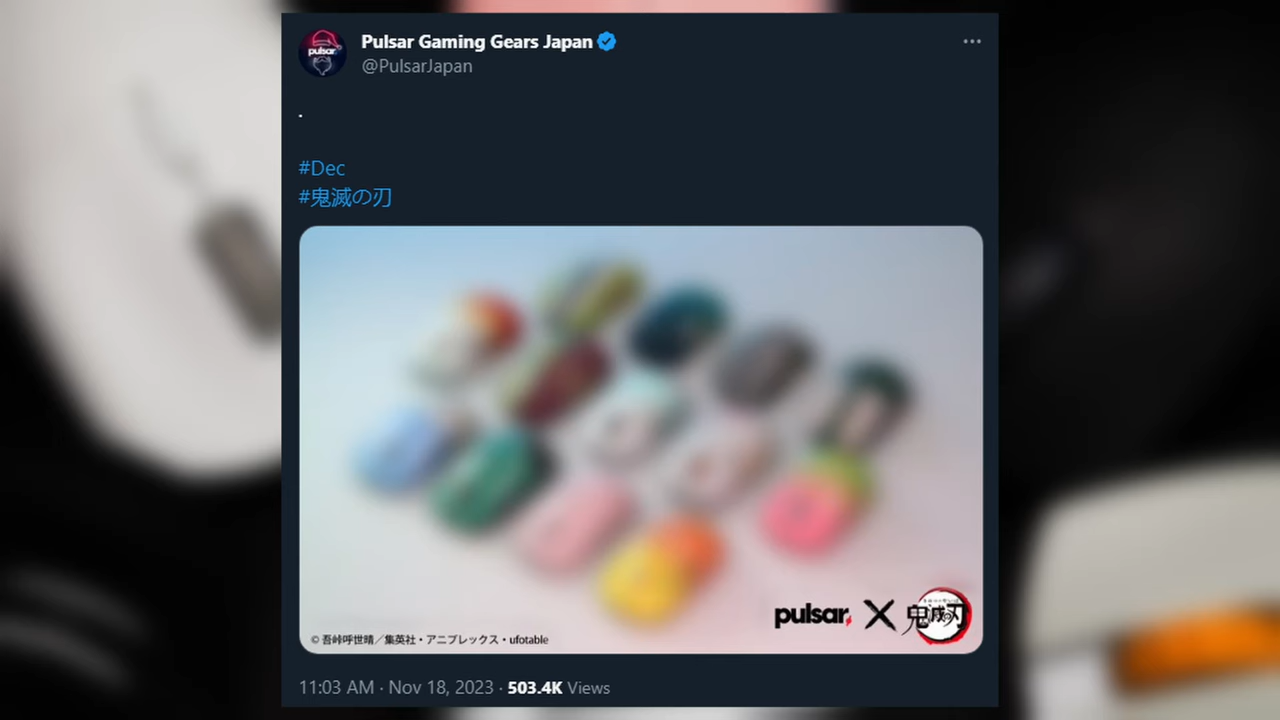 pulsar
Pulsar Gaming Gears Japan
@PulsarJapan
.
#Dec
#鬼滅の刃
pulsar
X
鬼滅の刃
© 吾峠呼世晴／集英社・アニプレックス・ufotable
11:03 AM · Nov 18, 2023 · 503.4K Views